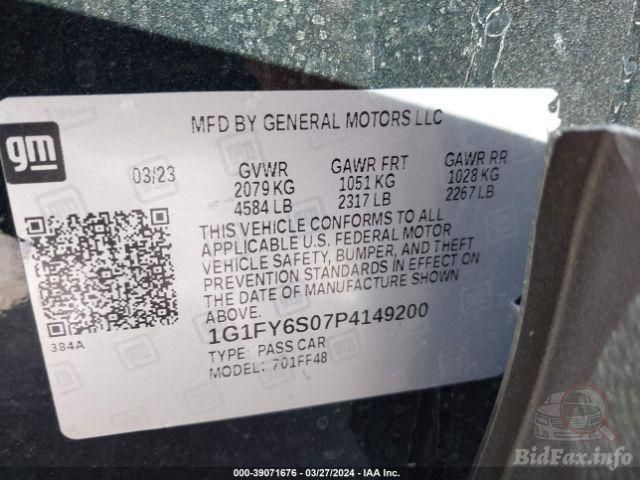 MFD BY GENERAL MOTORS LLC
gm
03/23 GVWR GAWR FRT GAWR RR
2079 KG 1051 KG 1028 KG
4584 LB 2317 LB 2267 LB
THIS VEHICLE CONFORMS TO ALL
APPLICABLE U.S. FEDERAL MOTOR
VEHICLE SAFETY, BUMPER, AND THEFT
PREVENTION STANDARDS IN EFFECT ON
THE DATE OF MANUFACTURE SHOWN
ABOVE.
1G1FY6S07P4149200
384A
TYPE: PASS CAR
MODEL: 701FF48
000-39071676 - 03/27/2024 - IAA Inc.
BidFax.info